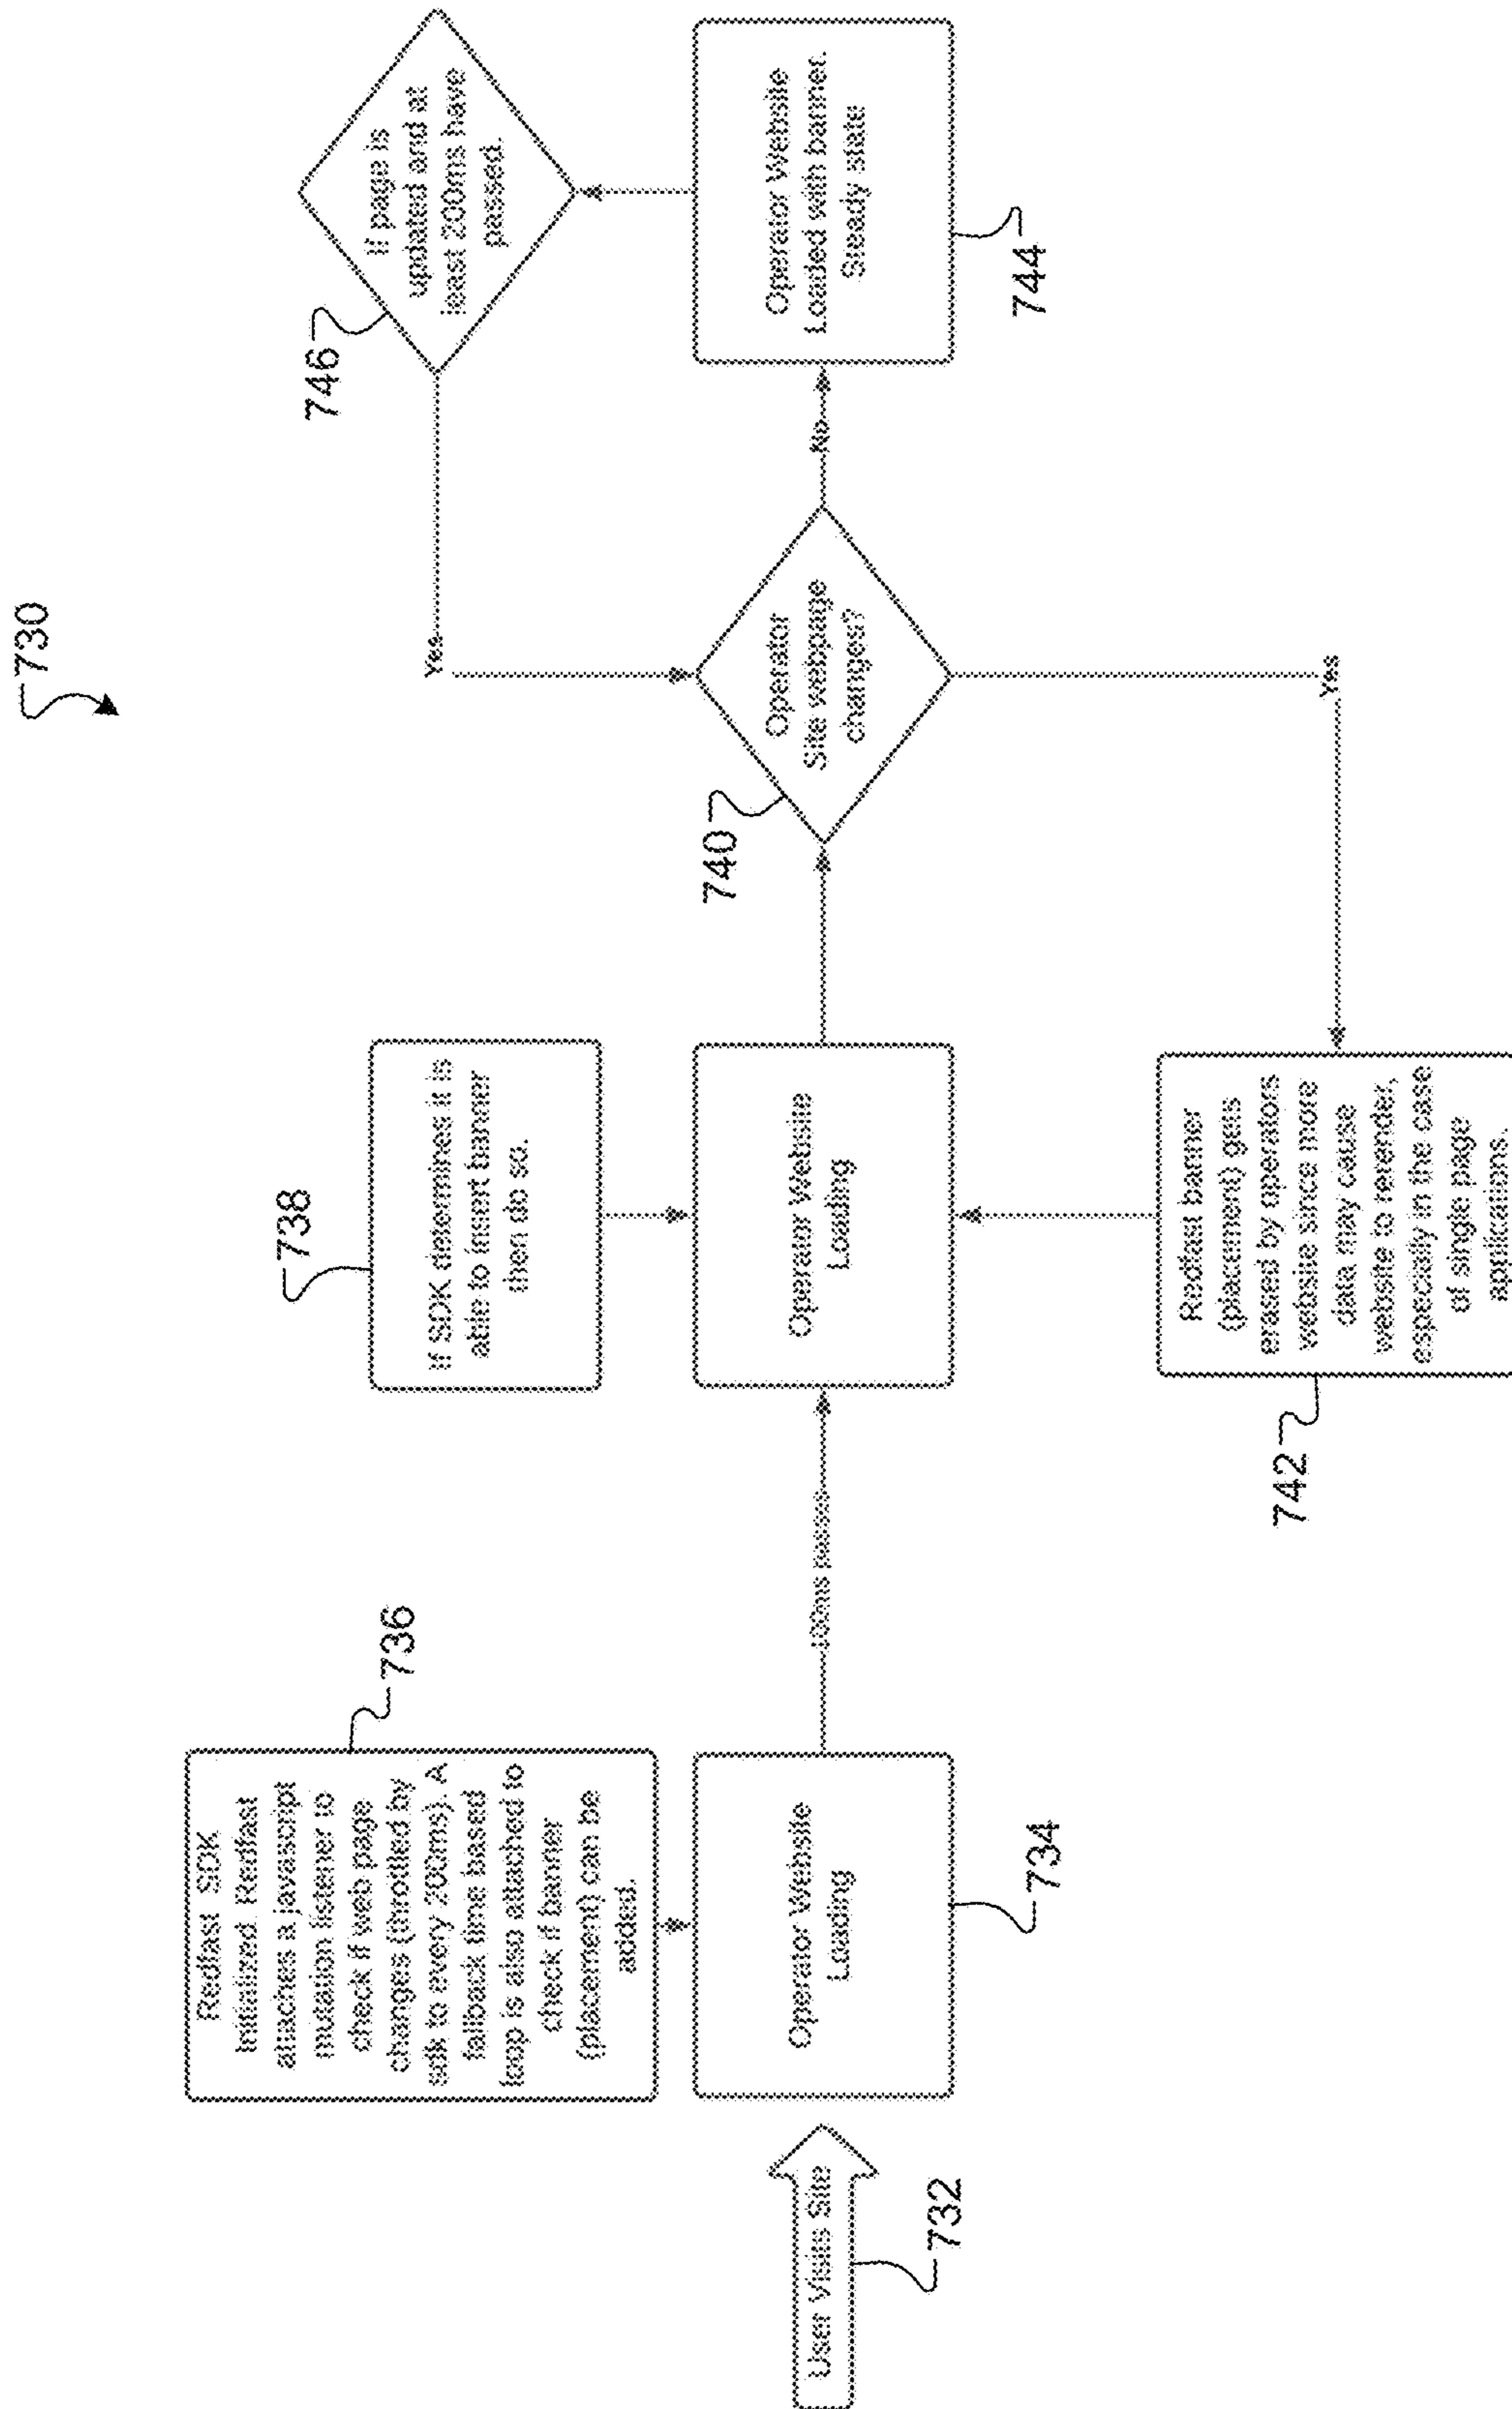 730
Redfast SDK
Initialized. Redfast
attaches a javascript
mutation listener to
check if web page
changes (throttled by
sdk to every 200ms). A
fallback time based
loop is also attached to
check if banner
(placement) can be
added.
736
If SDK determines it is
able to insert banner
then do so.
738
If page is
updated and at
least 200ms have
passed.
746
Yes
User Visits Site
732
Operator Website
Loading
734
100ms passes
Operator Website
Loading
Operator
Site webpage
changes?
740
No
Operator Website
Loaded with banner.
Steady state
744
Yes
Redfast banner
(placement) gets
erased by operators
website since more
data may cause
website to rerender,
especially in the case
of single page
applications.
742